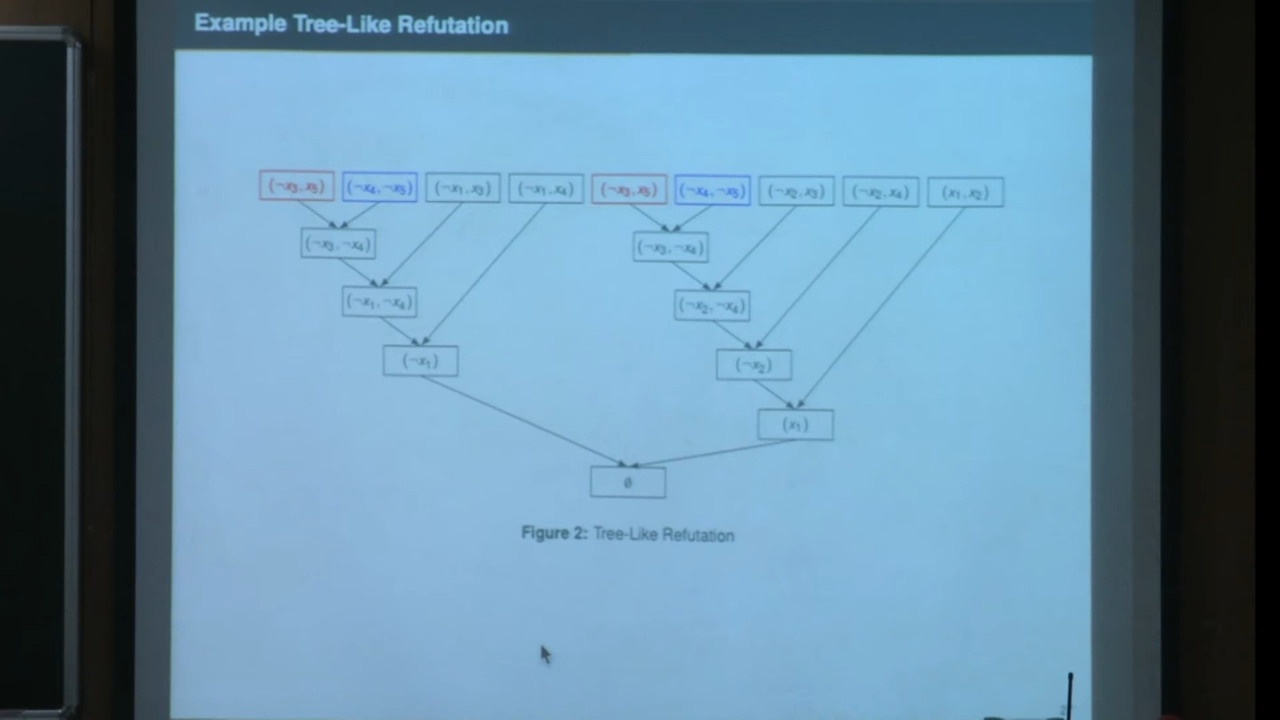 Example Tree-Like Refutation
(¬x₃, x₅) (¬x₄, ¬x₅) (¬x₁, x₃) (¬x₁, x₄) (¬x₃, x₅) (¬x₄, ¬x₅) (¬x₂, x₃) (¬x₂, x₄) (x₁, x₂)
(¬x₃, ¬x₄) (¬x₃, ¬x₄)
(¬x₁, ¬x₄) (¬x₂, ¬x₄)
(¬x₁) (¬x₂)
(x₁)
∅
Figure 2: Tree-Like Refutation